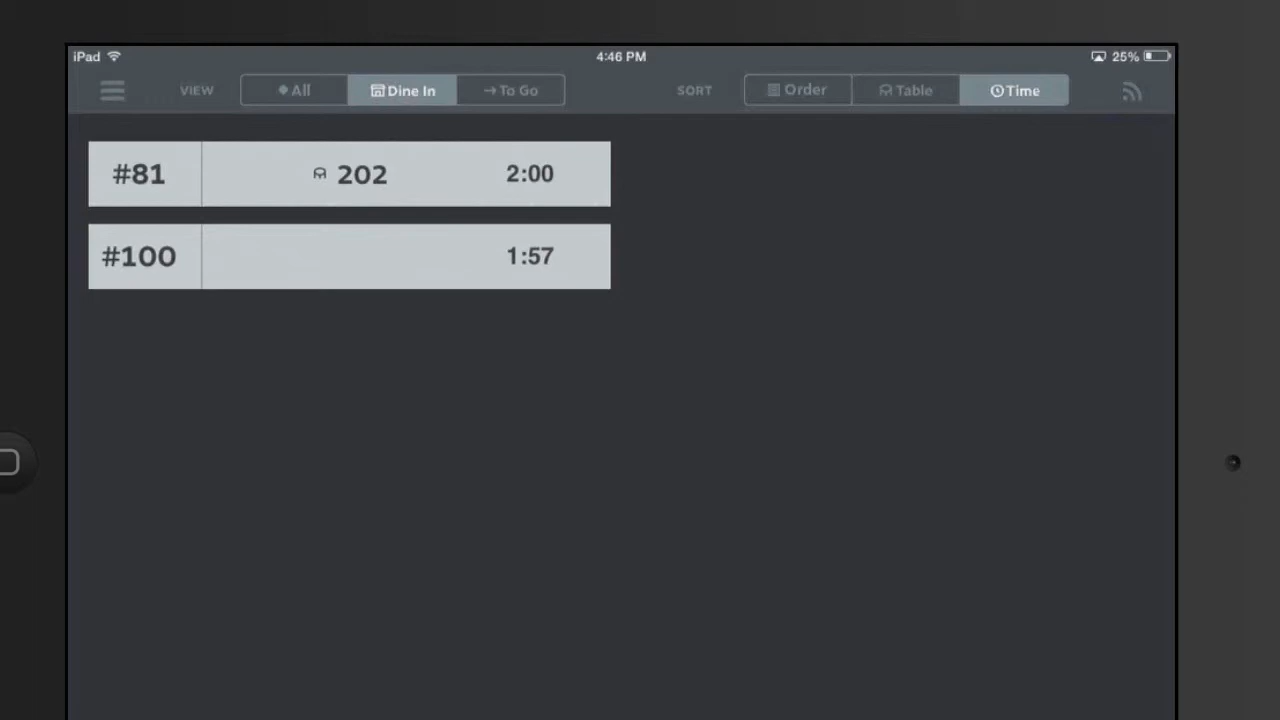 iPad 4:46 PM 25%
VIEW All Dine In To Go SORT Order Table Time
#81 202 2:00
#100 1:57